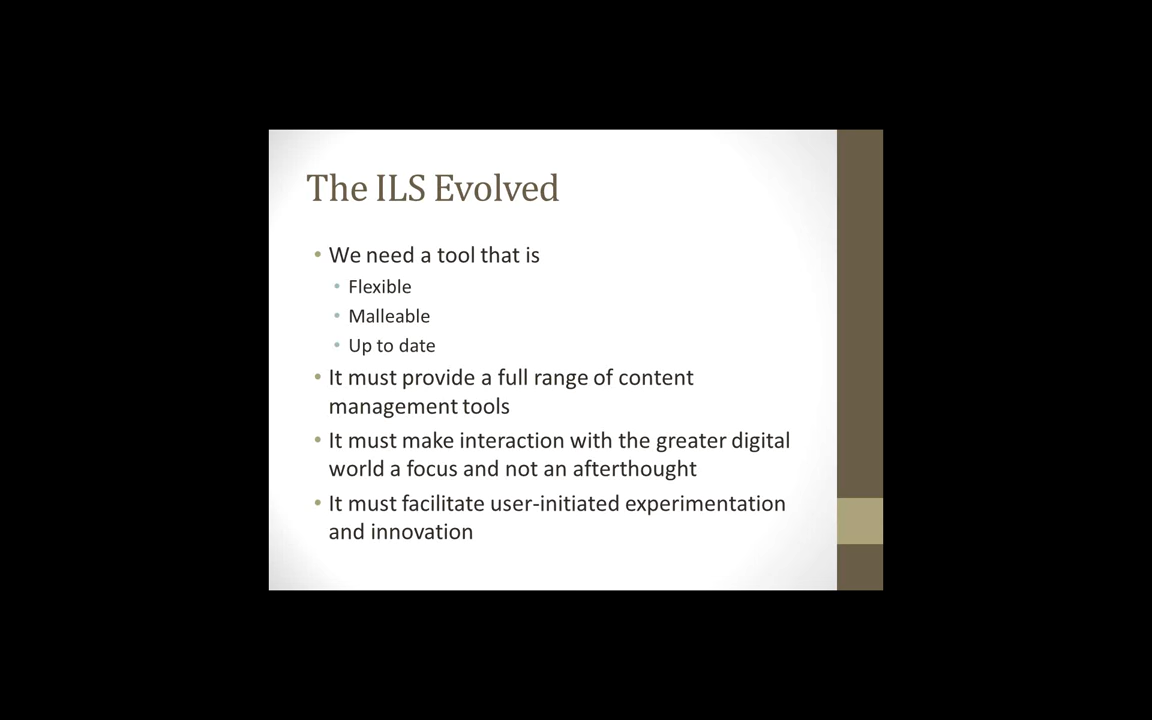 The ILS Evolved
• We need a tool that is
• Flexible
• Malleable
• Up to date
• It must provide a full range of content
management tools
• It must make interaction with the greater digital
world a focus and not an afterthought
• It must facilitate user-initiated experimentation
and innovation